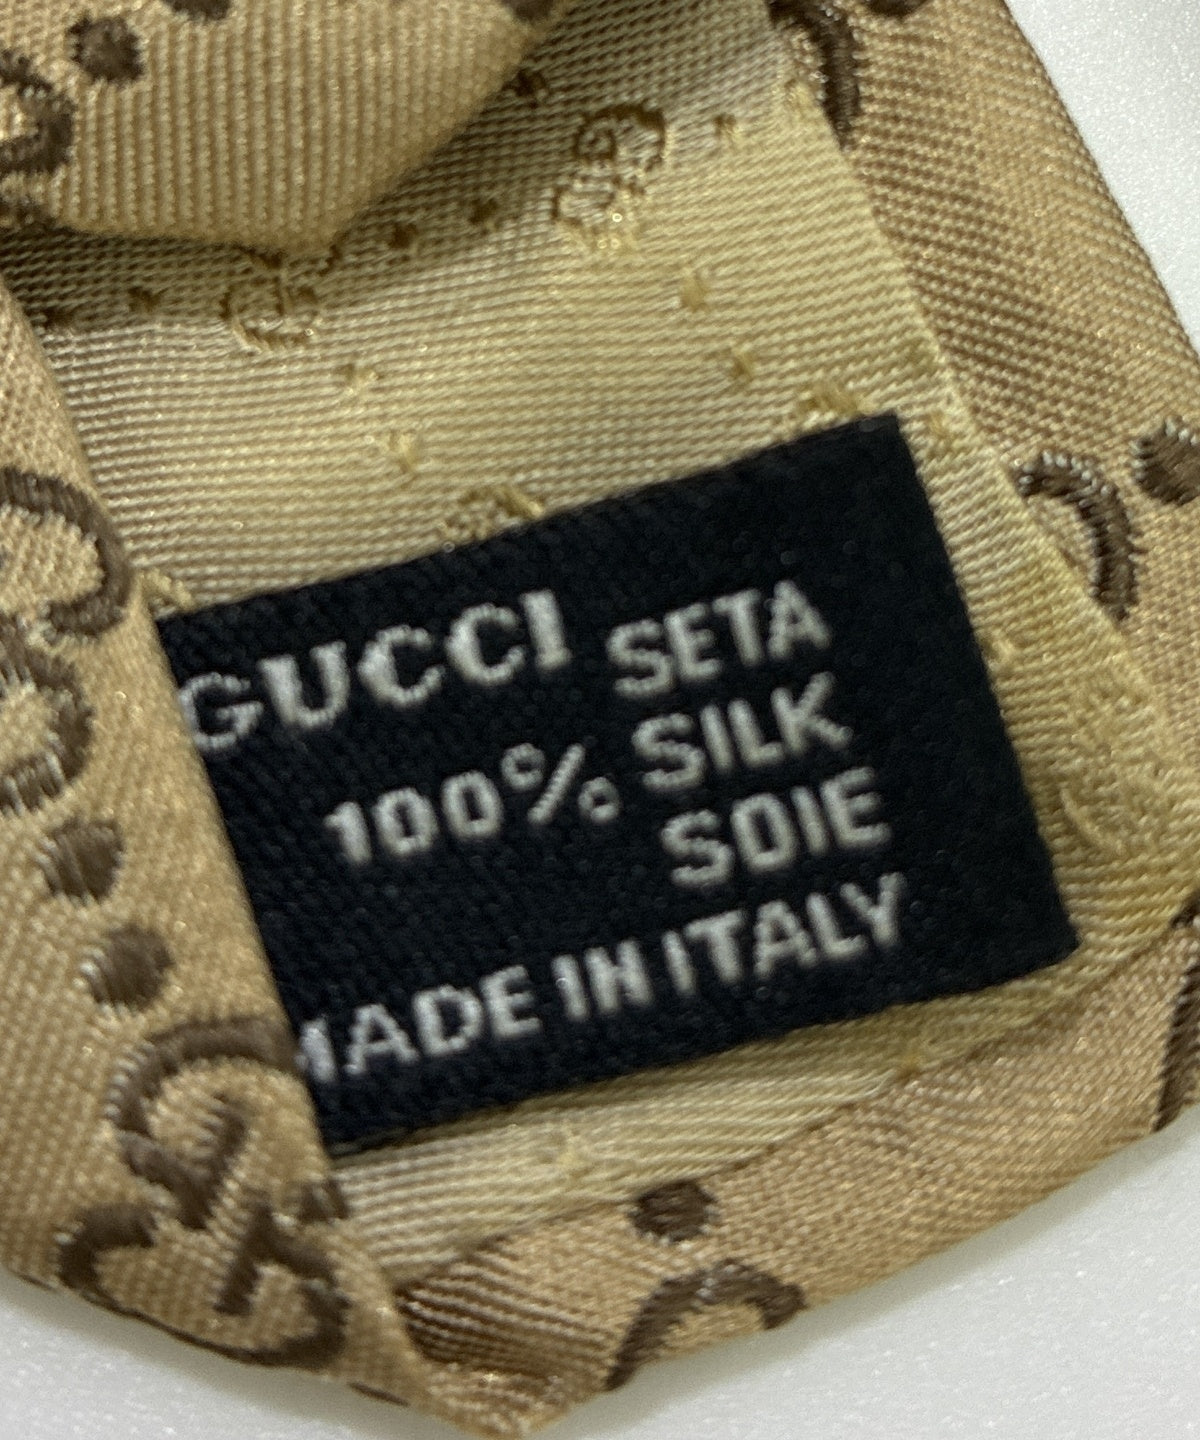 GUCCI SETA
SILK
100%
SOIE
MADE IN ITALY